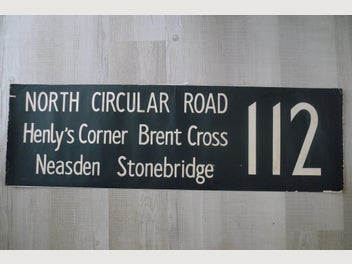 NORTH CIRCULAR ROAD
Henly's Corner Brent Cross
Neasden Stonebridge
112